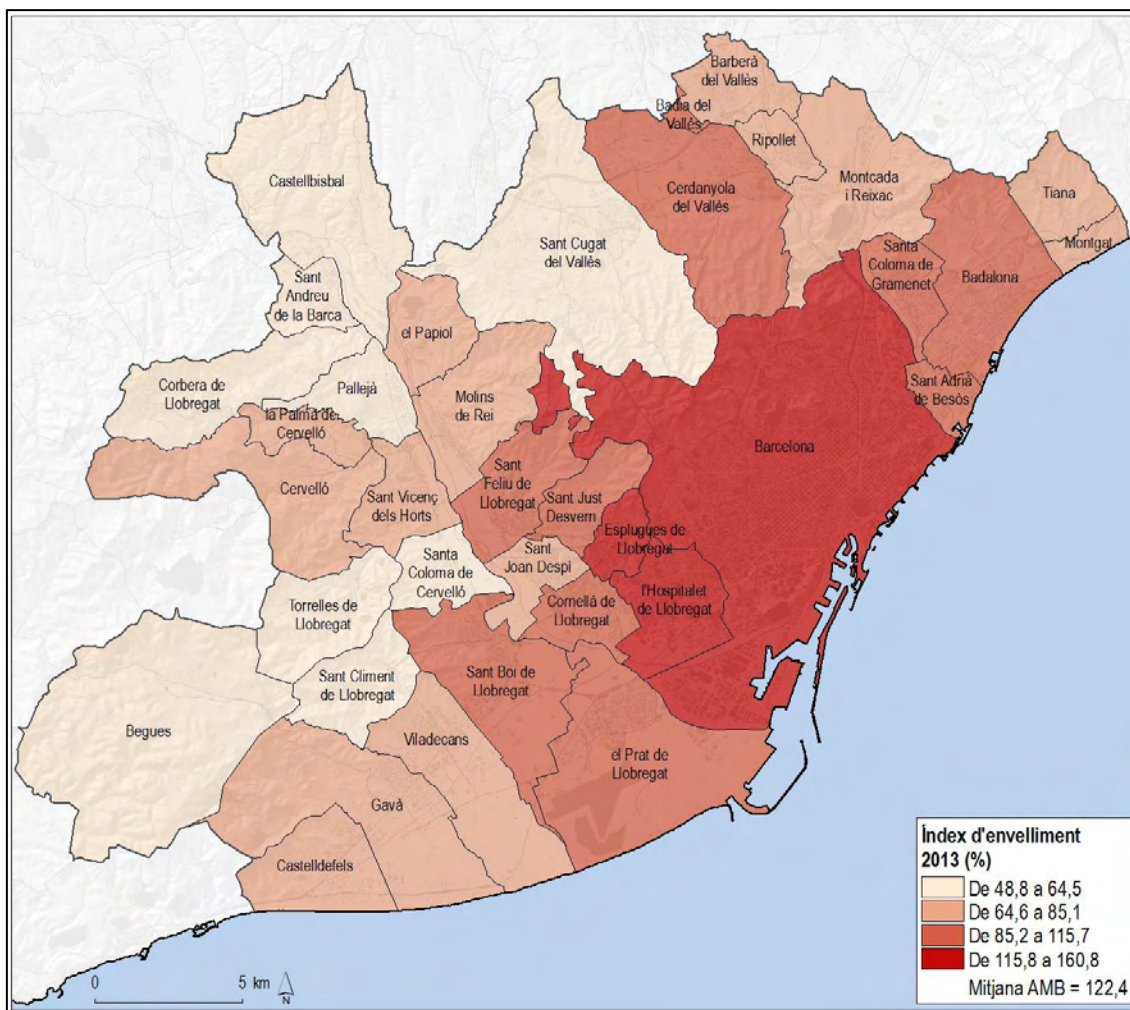 Barberà
del Vallès
Badia del
Vallès
Ripollet
Castellbisbal
Cerdanyola
del Vallès
Montcada
i Reixac
Tiana
Sant Cugat
del Vallès
Montgat
Santa
Coloma de
Gramenet
Badalona
Sant
Andreu
de la Barca
el Papiol
Corbera de
Llobregat
Pallejà
Molins
de Rei
Sant Adrià
de Besòs
la Palma de
Cervelló
Barcelona
Cervelló
Sant Vicenç
dels Horts
Sant
Feliu de
Llobregat
Sant Just
Desvern
Esplugues de
Llobregat
Santa
Coloma de
Cervelló
Sant
Joan Despí
l'Hospitalet
de Llobregat
Torrelles de
Llobregat
Cornellà de
Llobregat
Sant Climent
de Llobregat
Sant Boi de
Llobregat
Begues
Viladecans
el Prat de
Llobregat
Gavà
Castelldefels
Índex d'envelliment
2013 (%)
De 48,8 a 64,5
De 64,6 a 85,1
De 85,2 a 115,7
De 115,8 a 160,8
Mitjana AMB = 122,4
0 5 km
N